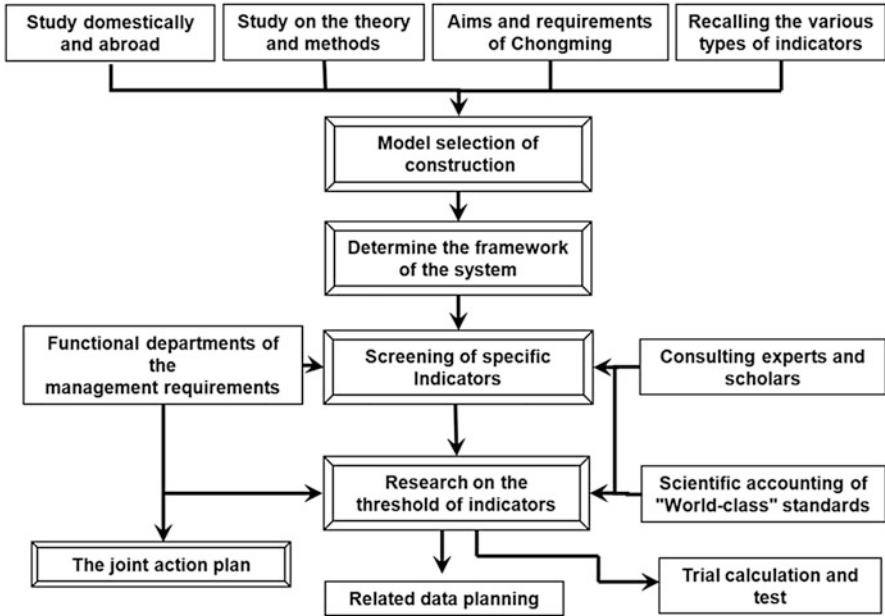 Study domestically
and abroad
Study on the theory
and methods
Aims and requirements
of Chongming
Recalling the various
types of indicators
Model selection of
construction
Determine the framework
of the system
Functional departments of
the
management requirements
Screening of specific
Indicators
Consulting experts and
scholars
Research on the
threshold of indicators
Scientific accounting of
"World-class" standards
The joint action plan
Related data planning
Trial calculation and
test